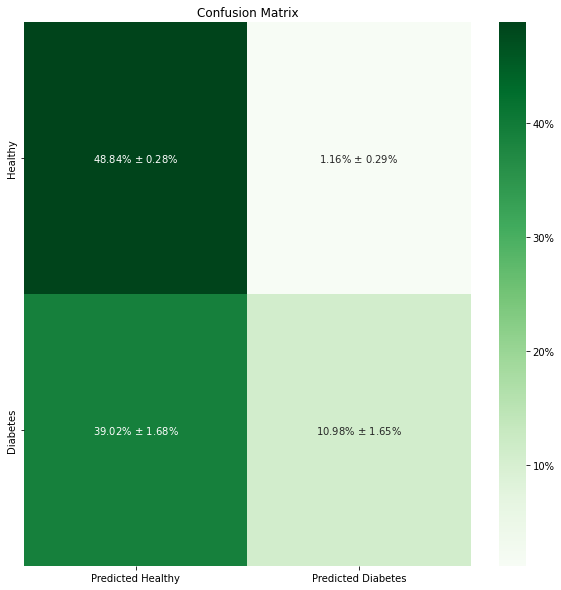 Confusion Matrix
Healthy
48.84% ± 0.28%
1.16% ± 0.29%
Diabetes
39.02% ± 1.68%
10.98% ± 1.65%
Predicted Healthy
Predicted Diabetes
40%
30%
20%
10%